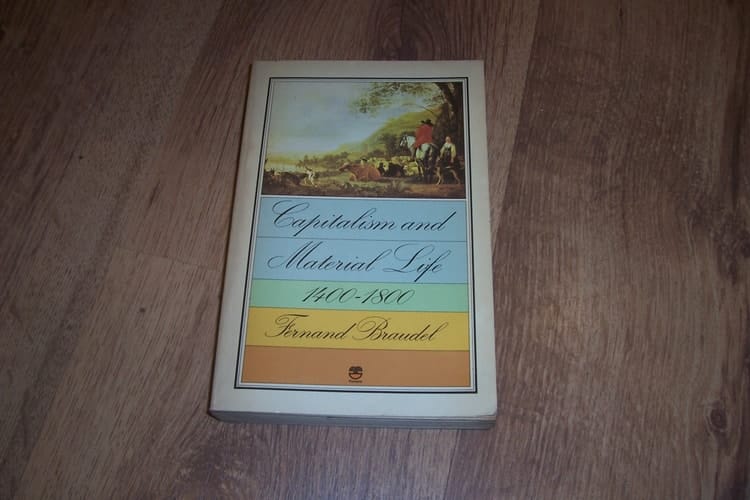 Capitalism and
Material Life
1400-1800
Fernand Braudel